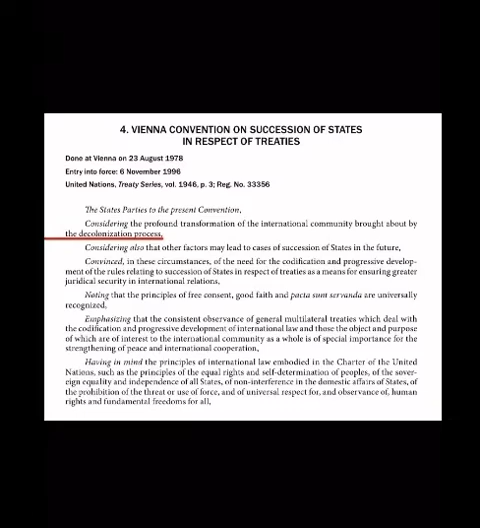 4. VIENNA CONVENTION ON SUCCESSION OF STATES
IN RESPECT OF TREATIES
Done at Vienna on 23 August 1978
Entry into force: 6 November 1996
United Nations, Treaty Series, vol. 1946, p. 3; Reg. No. 33356
The States Parties to the present Convention,
Considering the profound transformation of the international community brought about by
the decolonization process,
Considering also that other factors may lead to cases of succession of States in the future,
Convinced, in these circumstances, of the need for the codification and progressive develop-
ment of the rules relating to succession of States in respect of treaties as a means for ensuring greater
juridical security in international relations,
Noting that the principles of free consent, good faith and pacta sunt servanda are universally
recognized,
Emphasizing that the consistent observance of general multilateral treaties which deal with
the codification and progressive development of international law and those the object and purpose
of which are of interest to the international community as a whole is of special importance for the
strengthening of peace and international cooperation,
Having in mind the principles of international law embodied in the Charter of the United
Nations, such as the principles of the equal rights and self-determination of peoples, of the sover-
eign equality and independence of all States, of non-interference in the domestic affairs of States, of
the prohibition of the threat or use of force, and of universal respect for, and observance of, human
rights and fundamental freedoms for all,